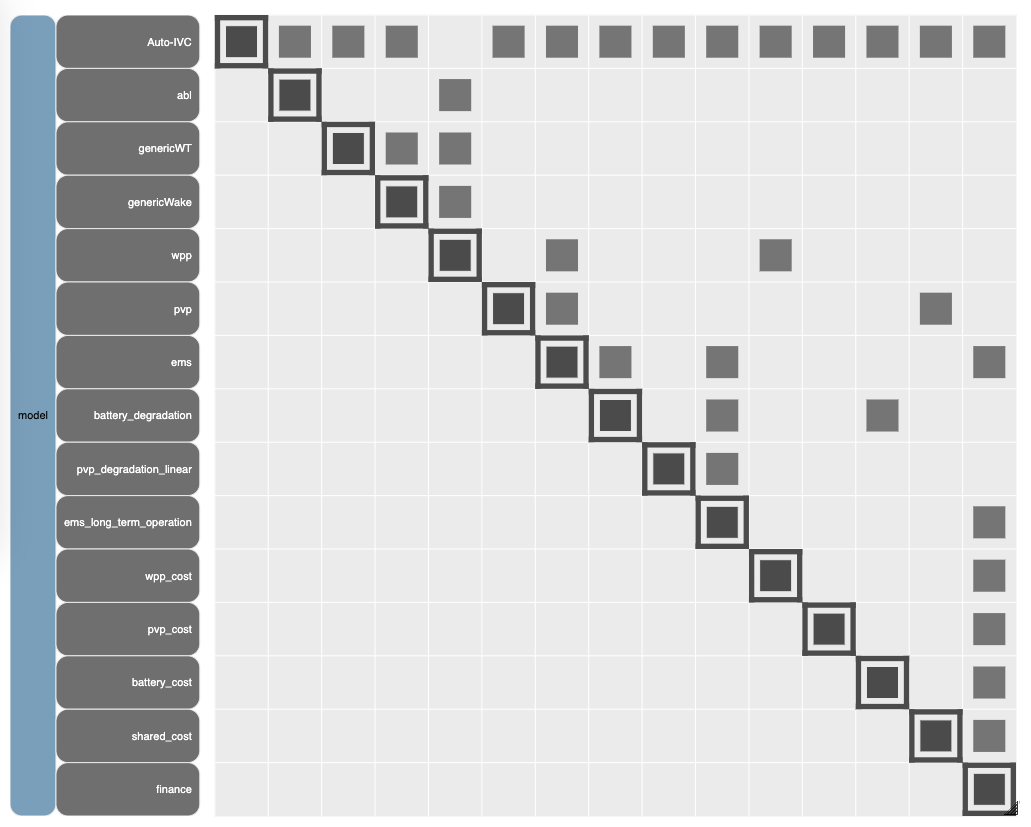 Auto-IVC
abl
genericWT
genericWake
wpp
pvp
ems
model
battery_degradation
pvp_degradation_linear
ems_long_term_operation
wpp_cost
pvp_cost
battery_cost
shared_cost
finance